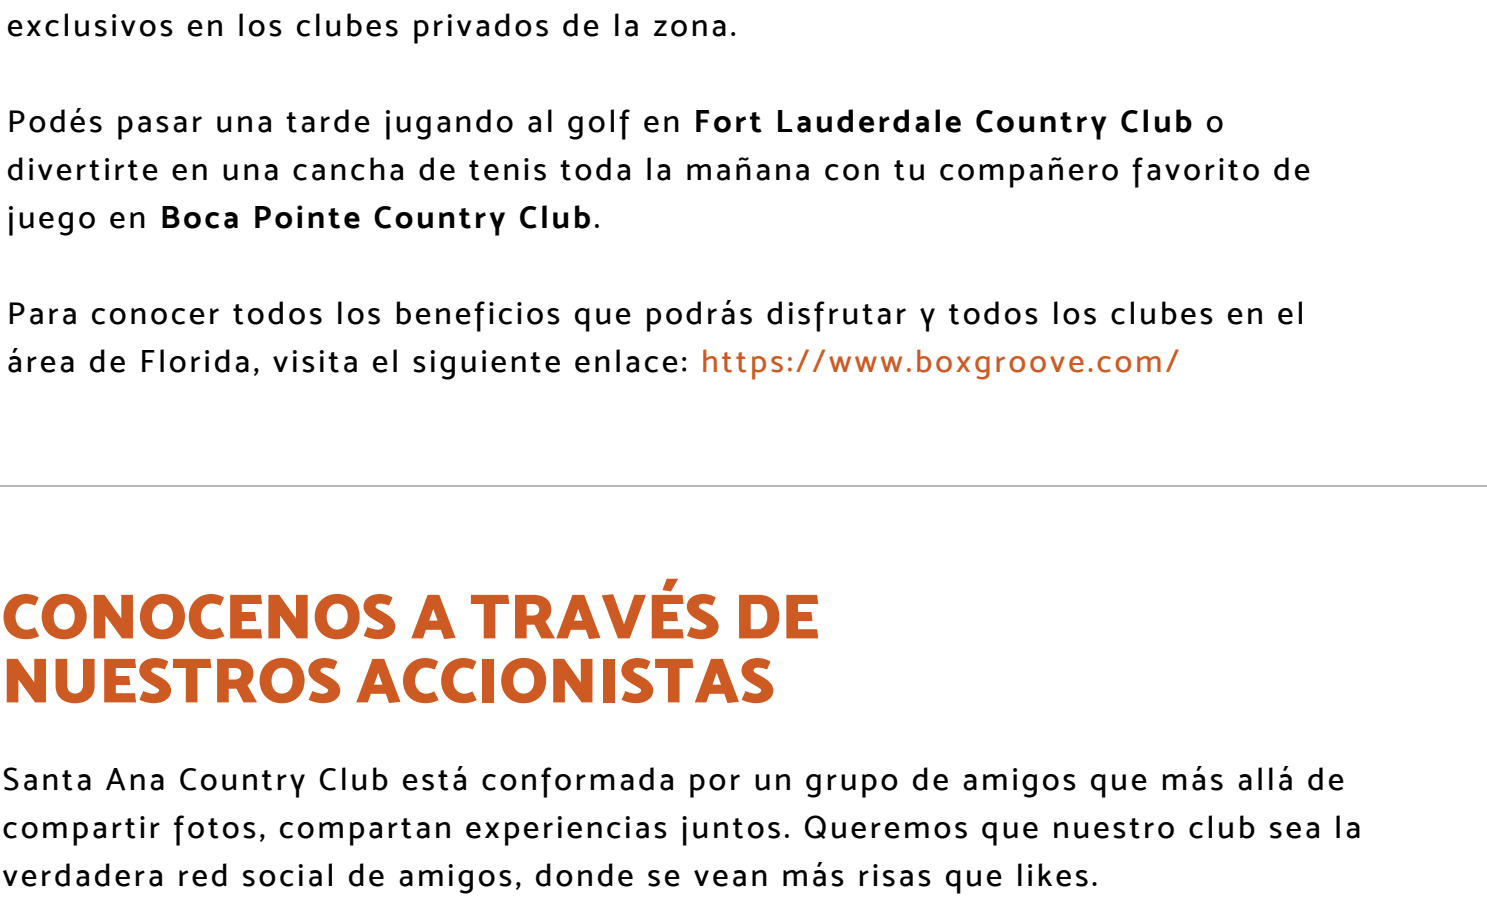 exclusivos en los clubes privados de la zona.
Podés pasar una tarde jugando al golf en Fort Lauderdale Country Club o
divertirte en una cancha de tenis toda la mañana con tu compañero favorito de
juego en Boca Pointe Country Club.
Para conocer todos los beneficios que podrás disfrutar y todos los clubes en el
área de Florida, visita el siguiente enlace: https://www.boxgroove.com/
CONOCENOS A TRAVÉS DE
NUESTROS ACCIONISTAS
Santa Ana Country Club está conformada por un grupo de amigos que más allá de
compartir fotos, compartan experiencias juntos. Queremos que nuestro club sea la
verdadera red social de amigos, donde se vean más risas que likes.